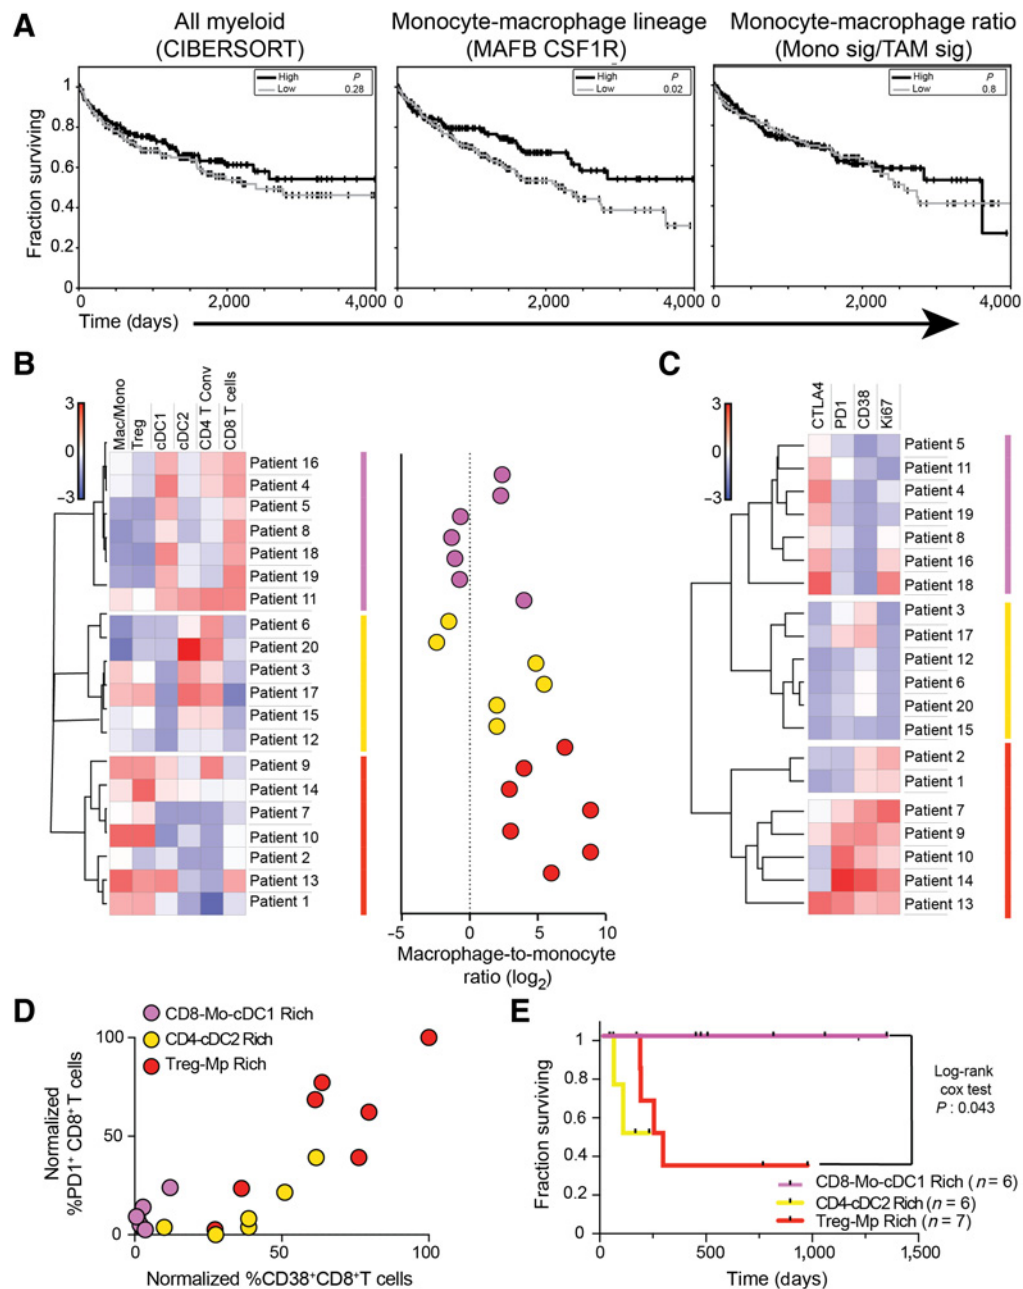 A
All myeloid
(CIBERSORT)
Monocyte-macrophage lineage
(MAFB CSF1R)
Monocyte-macrophage ratio
(Mono sig/TAM sig)
High P
Low 0.28
High P
Low 0.02
High P
Low 0.8
Fraction surviving
1
0.8
0.6
0.4
0.2
0
0 2,000 4,000
0 2,000 4,000
0 2,000 4,000
Time (days)
B
3
0
−3
Mac/Mono
Treg
cDC1
cDC2
CD4 T Conv
CD8 T cells
Patient 16
Patient 4
Patient 5
Patient 8
Patient 18
Patient 19
Patient 11
Patient 6
Patient 20
Patient 3
Patient 17
Patient 15
Patient 12
Patient 9
Patient 14
Patient 7
Patient 10
Patient 2
Patient 13
Patient 1
−5 0 5 10
Macrophage-to-monocyte
ratio (log2)
C
3
0
−3
CTLA4
PD1
CD38
Ki67
Patient 5
Patient 11
Patient 4
Patient 19
Patient 8
Patient 16
Patient 18
Patient 3
Patient 17
Patient 12
Patient 6
Patient 20
Patient 15
Patient 2
Patient 1
Patient 7
Patient 9
Patient 10
Patient 14
Patient 13
D
CD8-Mo-cDC1 Rich
CD4-cDC2 Rich
Treg-Mp Rich
Normalized
%PD1+ CD8+ T cells
100
50
0
0 50 100
Normalized %CD38+CD8+T cells
E
Fraction surviving
1
0.8
0.6
0.4
0.2
0
Log-rank
cox test
P : 0.043
CD8-Mo-cDC1 Rich (n = 6)
CD4-cDC2 Rich (n = 6)
Treg-Mp Rich (n = 7)
0 500 1,000 1,500
Time (days)